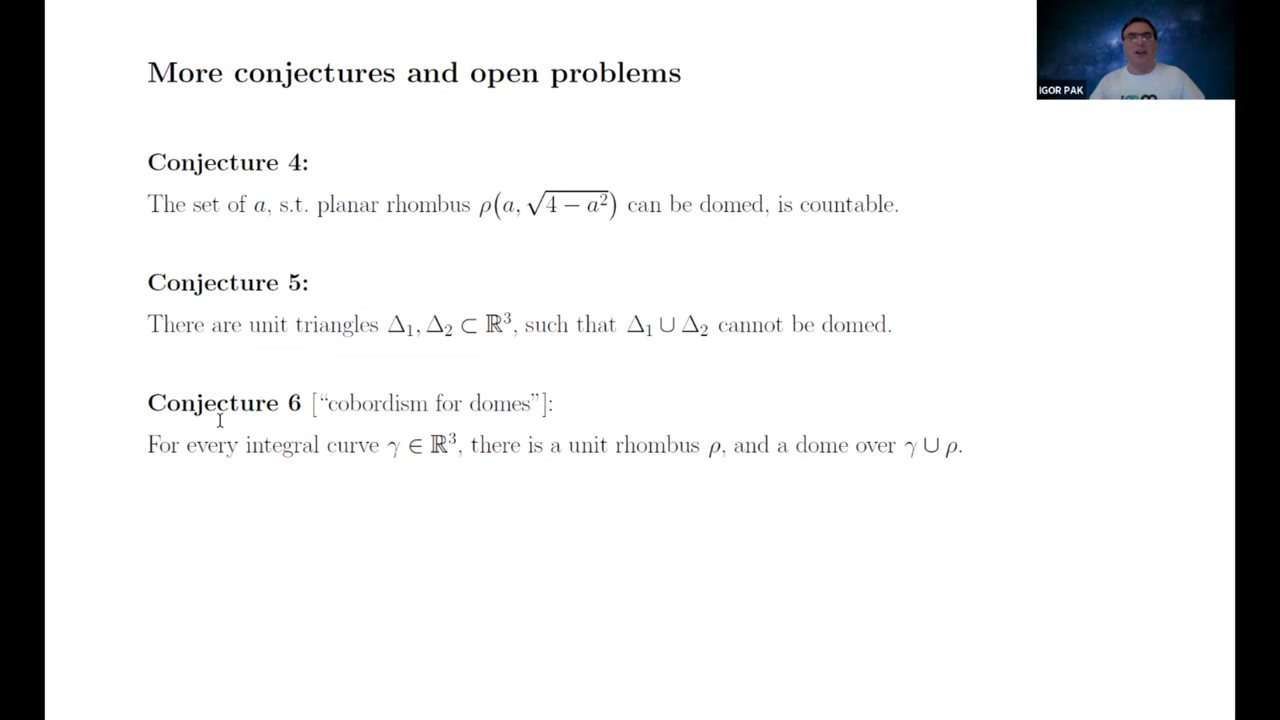 More conjectures and open problems
IGOR PAK
Conjecture 4:
The set of a, s.t. planar rhombus ρ(a, √(4 − a²)) can be domed, is countable.
Conjecture 5:
There are unit triangles Δ₁, Δ₂ ⊂ ℝ³, such that Δ₁ ∪ Δ₂ cannot be domed.
Conjecture 6 [“cobordism for domes”]:
For every integral curve γ ∈ ℝ³, there is a unit rhombus ρ, and a dome over γ ∪ ρ.